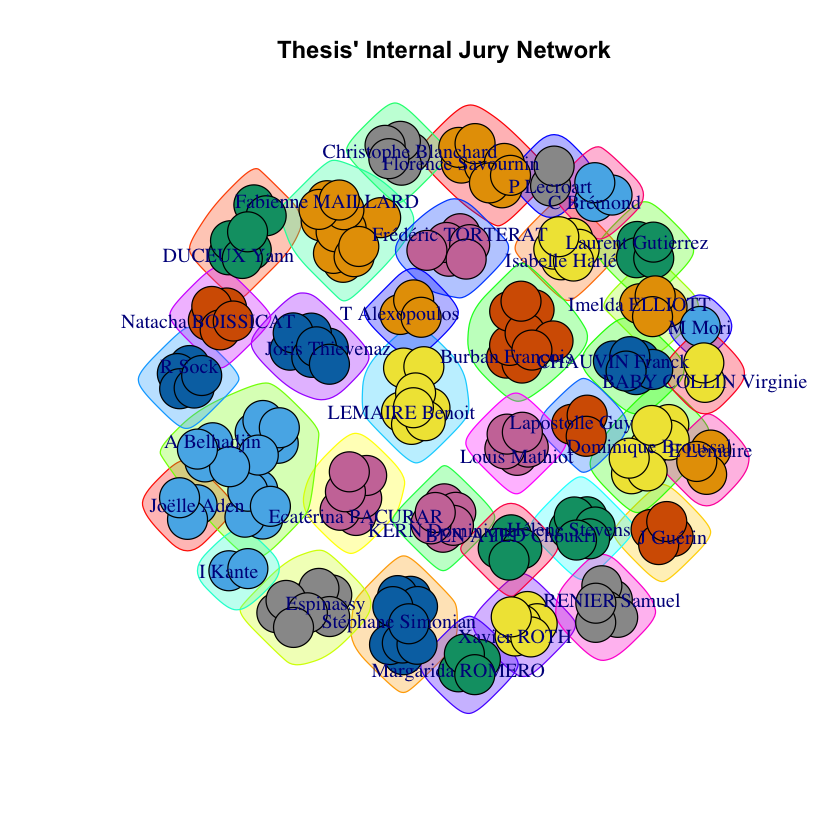 Thesis' Internal Jury Network
Christophe Blanchard
Florence Savournin
P Lecroart
C Brémond
Fabienne MAILLARD
Frédéric TORTERAT
Laurent Gutierrez
DUCEUX Yann
Isabelle Harlé
Imelda ELLIOTT
T Alexopoulos
Natacha BOISSICAT
M Mori
Joris Thievenaz
Burban François
CHAUVIN Franck
R Sock
BABY COLLIN Virginie
LEMAIRE Benoit
Lapostolle Guy
A Belhadjin
Dominique Broussal
E Lemaire
Louis Mathiot
Joëlle Aden
Ecatérina PACURAR
KERN Dominique
Hélène Stevens
BEN AYED Chouki
J Guérin
I Kante
Espinassy
RENIER Samuel
Stéphane Simonian
Xavier ROTH
Margarida ROMERO